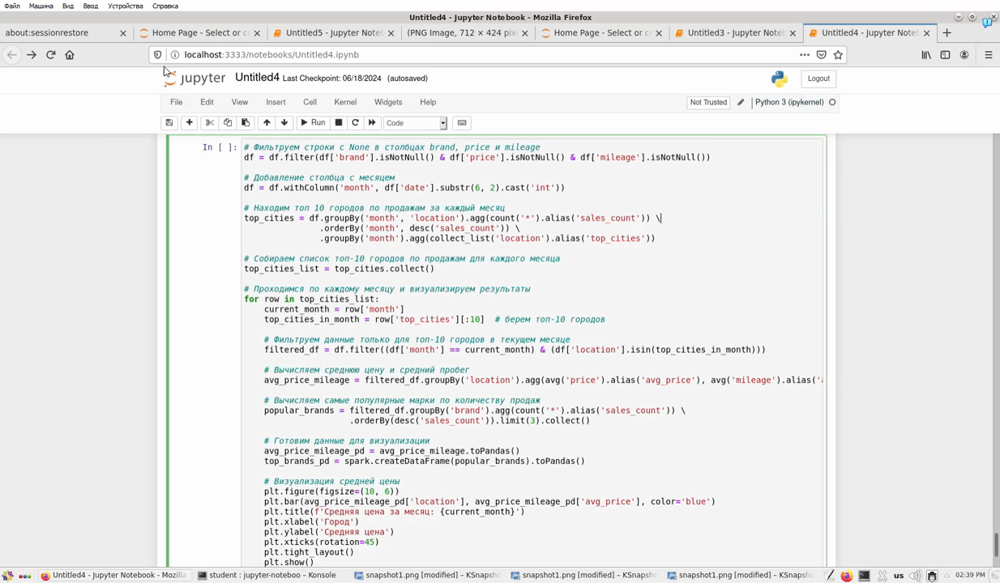 Файл Машина Вид Ввод Устройства Справка
Untitled4 - Jupyter Notebook - Mozilla Firefox
about:sessionrestore Home Page - Select or c Untitled5 - Jupyter Noteb (PNG Image, 712 × 424 pixe Home Page - Select or c Untitled3 - Jupyter Noteb Untitled4 - Jupyter Noteb
localhost:3333/notebooks/Untitled4.ipynb
jupyter Untitled4 Last Checkpoint: 06/18/2024 (autosaved) Logout
File Edit View Insert Cell Kernel Widgets Help Not Trusted Python 3 (ipykernel)
Run Code
In [ ]: # Фильтруем строки с None в столбцах brand, price и mileage
df = df.filter(df['brand'].isNotNull() & df['price'].isNotNull() & df['mileage'].isNotNull())
# Добавление столбца с месяцем
df = df.withColumn('month', df['date'].substr(6, 2).cast('int'))
# Находим топ 10 городов по продажам за каждый месяц
top_cities = df.groupBy('month', 'location').agg(count('*').alias('sales_count')) \
.orderBy('month', desc('sales_count')) \
.groupBy('month').agg(collect_list('location').alias('top_cities'))
# Собираем список топ-10 городов по продажам для каждого месяца
top_cities_list = top_cities.collect()
# Проходимся по каждому месяцу и визуализируем результаты
for row in top_cities_list:
current_month = row['month']
top_cities_in_month = row['top_cities'][:10] # берем топ-10 городов
# Фильтруем данные только для топ-10 городов в текущем месяце
filtered_df = df.filter((df['month'] == current_month) & (df['location'].isin(top_cities_in_month)))
# Вычисляем среднюю цену и средний пробег
avg_price_mileage = filtered_df.groupBy('location').agg(avg('price').alias('avg_price'), avg('mileage').alias('a
# Вычисляем самые популярные марки по количеству продаж
popular_brands = filtered_df.groupBy('brand').agg(count('*').alias('sales_count')) \
.orderBy(desc('sales_count')).limit(3).collect()
# Готовим данные для визуализации
avg_price_mileage_pd = avg_price_mileage.toPandas()
top_brands_pd = spark.createDataFrame(popular_brands).toPandas()
# Визуализация средней цены
plt.figure(figsize=(10, 6))
plt.bar(avg_price_mileage_pd['location'], avg_price_mileage_pd['avg_price'], color='blue')
plt.title(f'Средняя цена за месяц: {current_month}')
plt.xlabel('Город')
plt.ylabel('Средняя цена')
plt.xticks(rotation=45)
plt.tight_layout()
plt.show()
Untitled4 - Jupyter Notebook - Mozilla Firefox student : jupyter-noteboo – Konsole snapshot1.png [modified] – KSnapsho snapshot1.png [modified] – KSnapsho snapshot1.png [modified] – KSnapsho us 02:39 PM